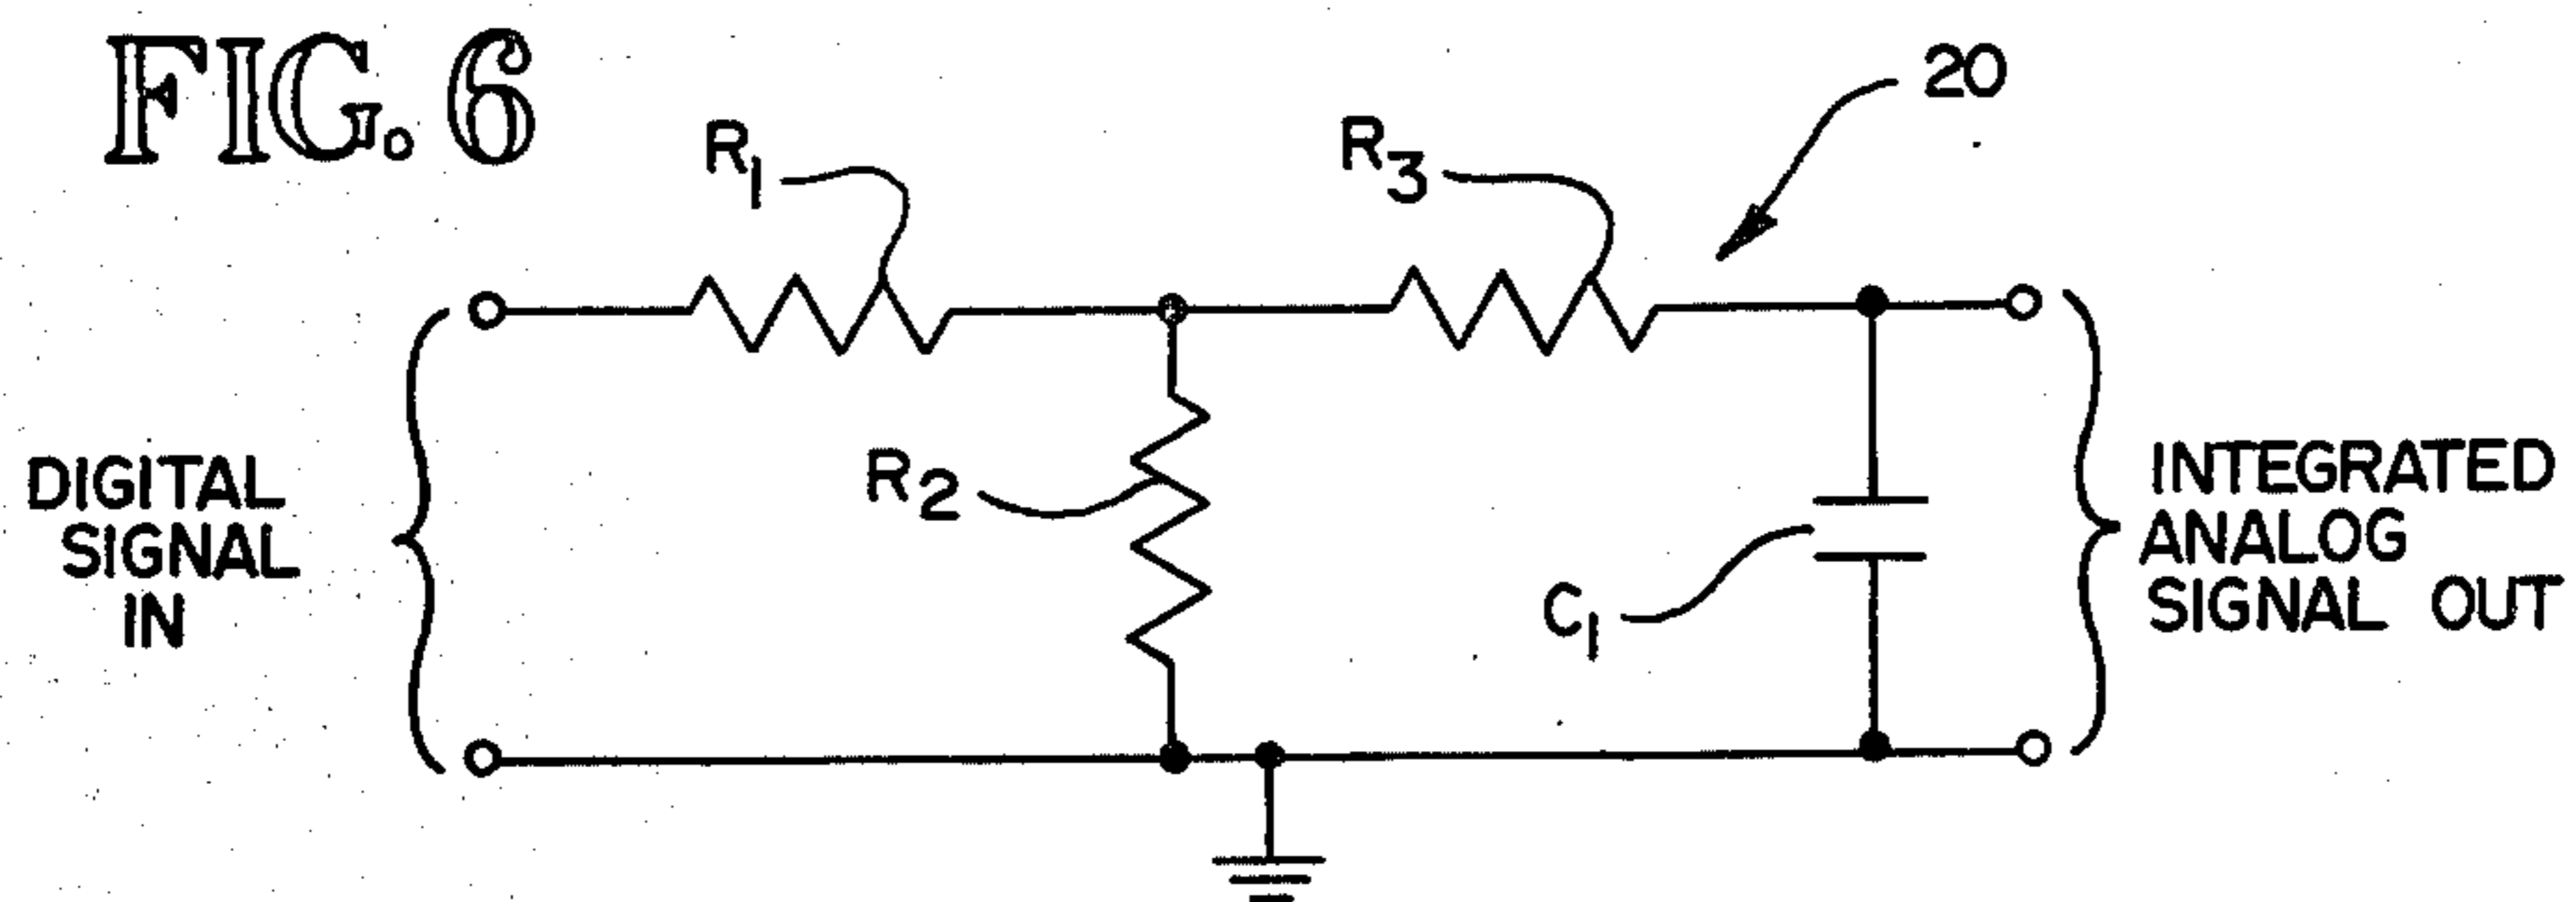 FIG. 6
20
R1
R3
R2
C1
DIGITAL
SIGNAL
IN
INTEGRATED
ANALOG
SIGNAL OUT